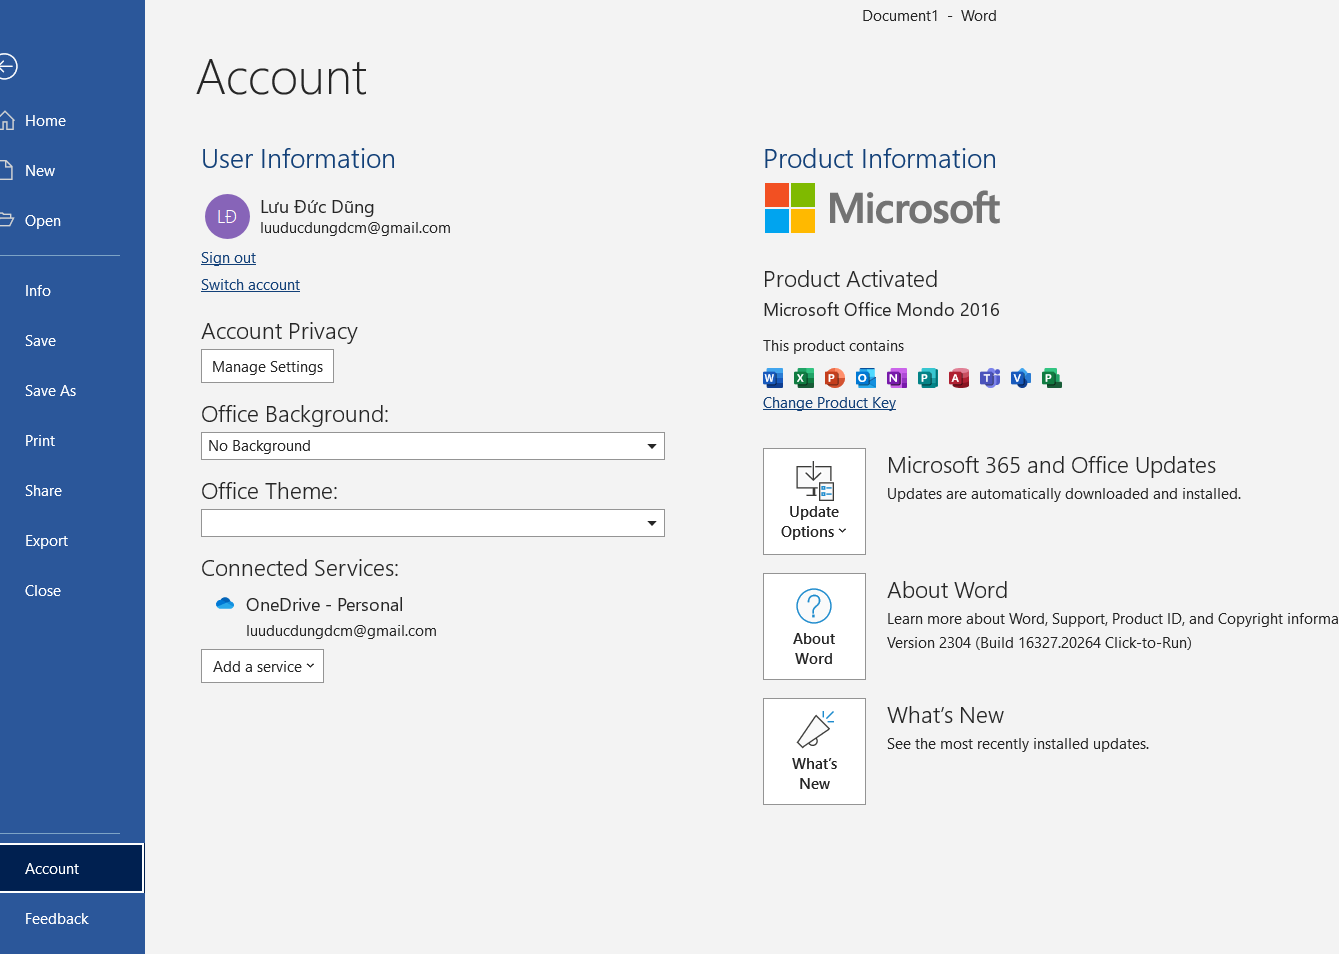 Document1 - Word
Home
New
Open
Info
Save
Save As
Print
Share
Export
Close
Account
Feedback
Account
User Information
LĐ
Lưu Đức Dũng
luuducdungdcm@gmail.com
Sign out
Switch account
Account Privacy
Manage Settings
Office Background:
No Background
Office Theme:
Connected Services:
OneDrive - Personal
luuducdungdcm@gmail.com
Add a service
Product Information
Microsoft
Product Activated
Microsoft Office Mondo 2016
This product contains
W X P O N P A T V P
Change Product Key
Update
Options
Microsoft 365 and Office Updates
Updates are automatically downloaded and installed.
About
Word
About Word
Learn more about Word, Support, Product ID, and Copyright informa
Version 2304 (Build 16327.20264 Click-to-Run)
What's
New
What's New
See the most recently installed updates.